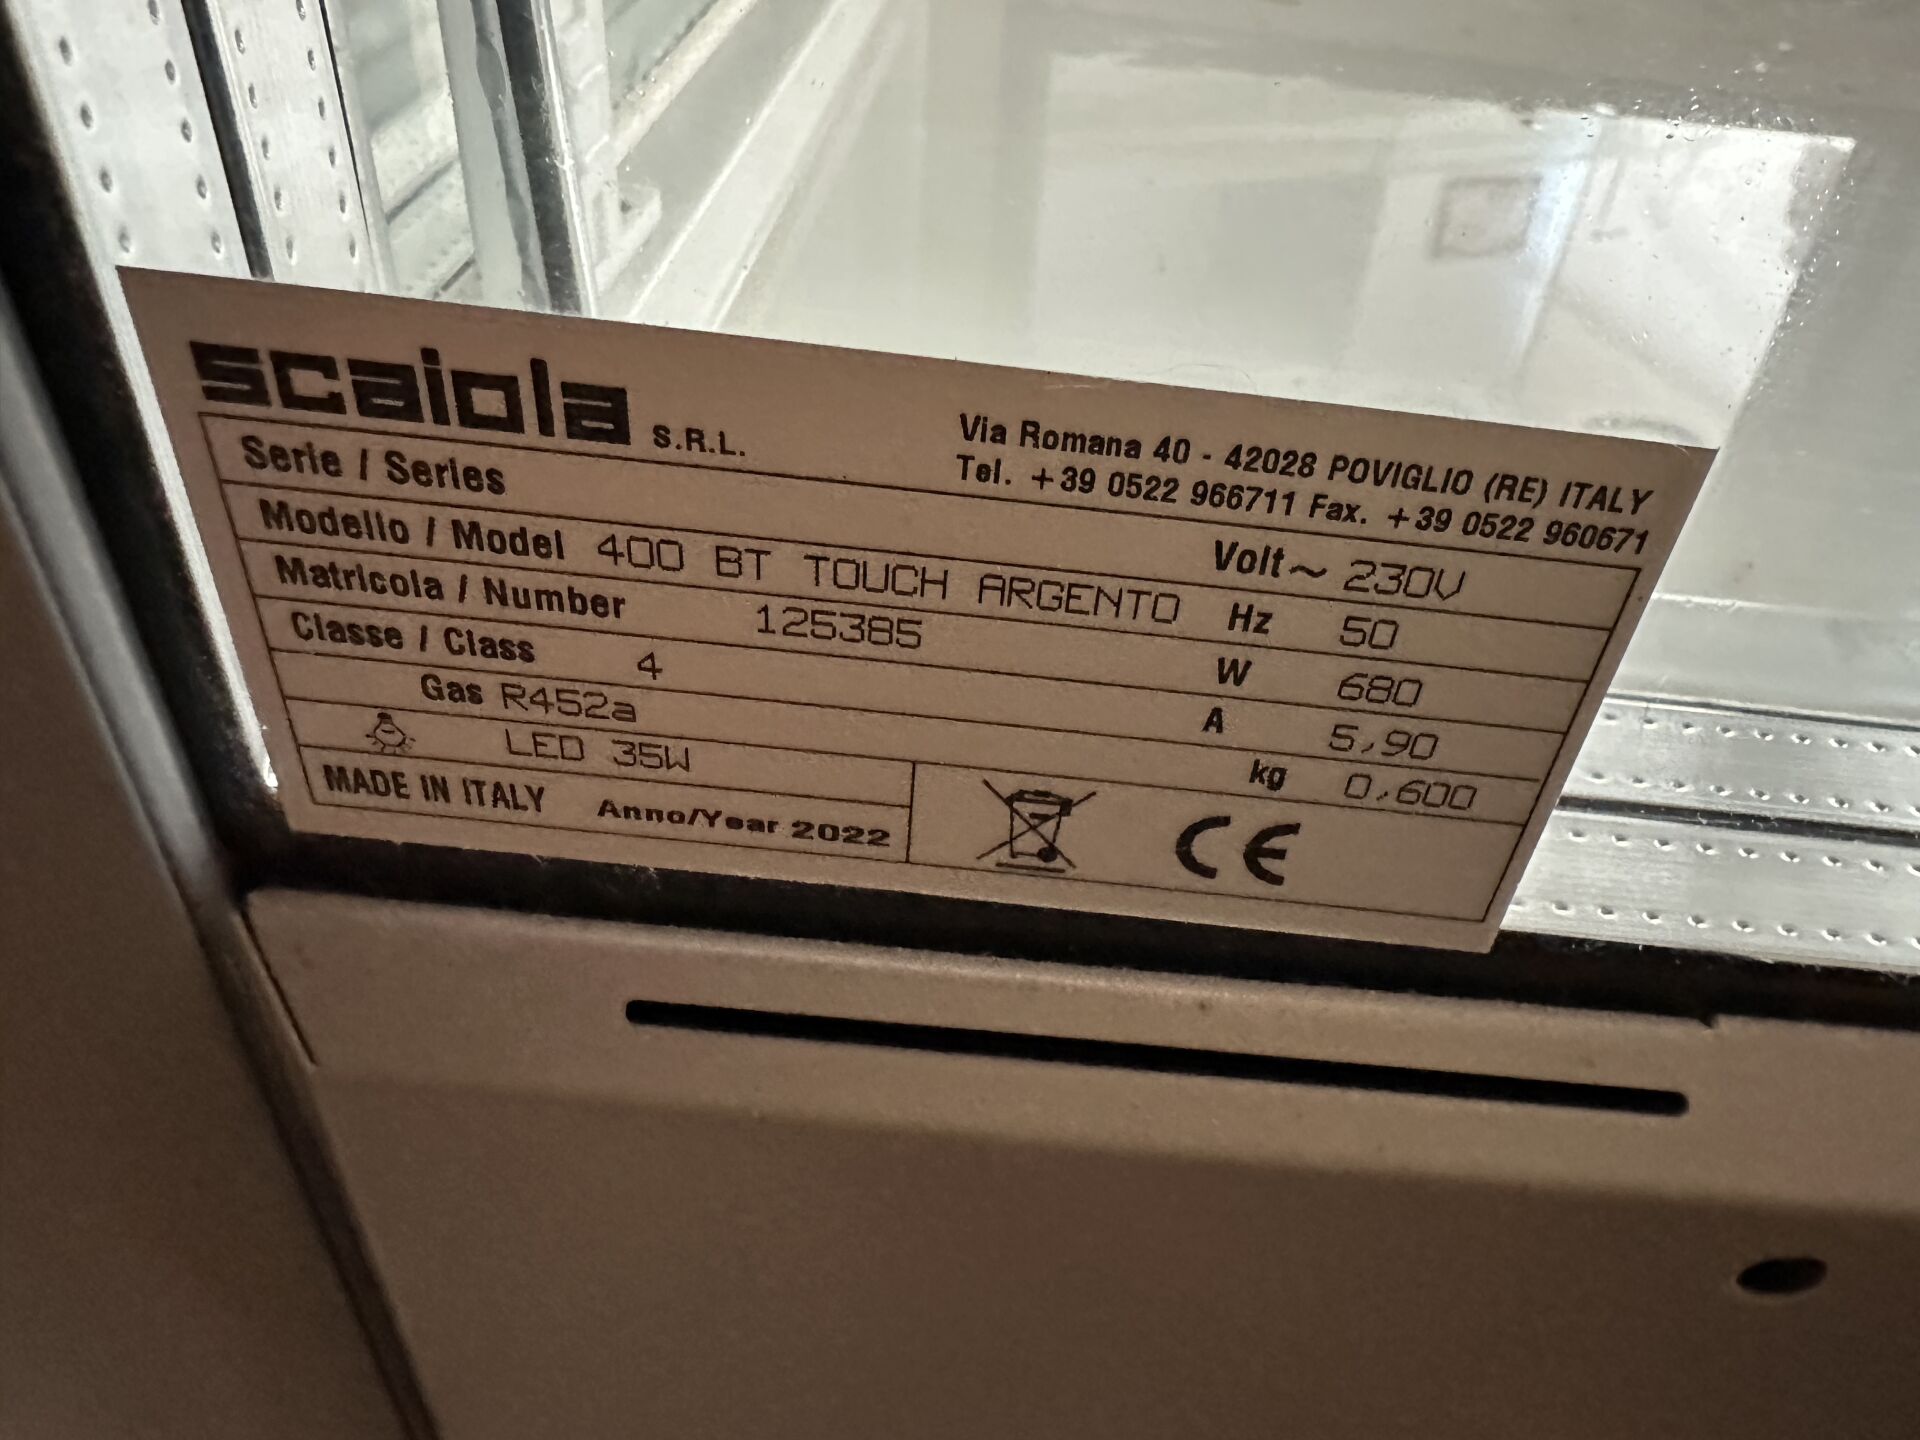 scaiola S.R.L.
Via Romana 40 - 42028 POVIGLIO (RE) ITALY
Tel. +39 0522 966711 Fax. +39 0522 960671
Serie / Series
Volt~ 230V
Modello / Model 400 BT TOUCH ARGENTO
Hz 50
Matricola / Number 125385
W 680
Classe / Class 4
A 5,90
Gas R452a
kg 0,600
LED 35W
MADE IN ITALY Anno/Year 2022
CE